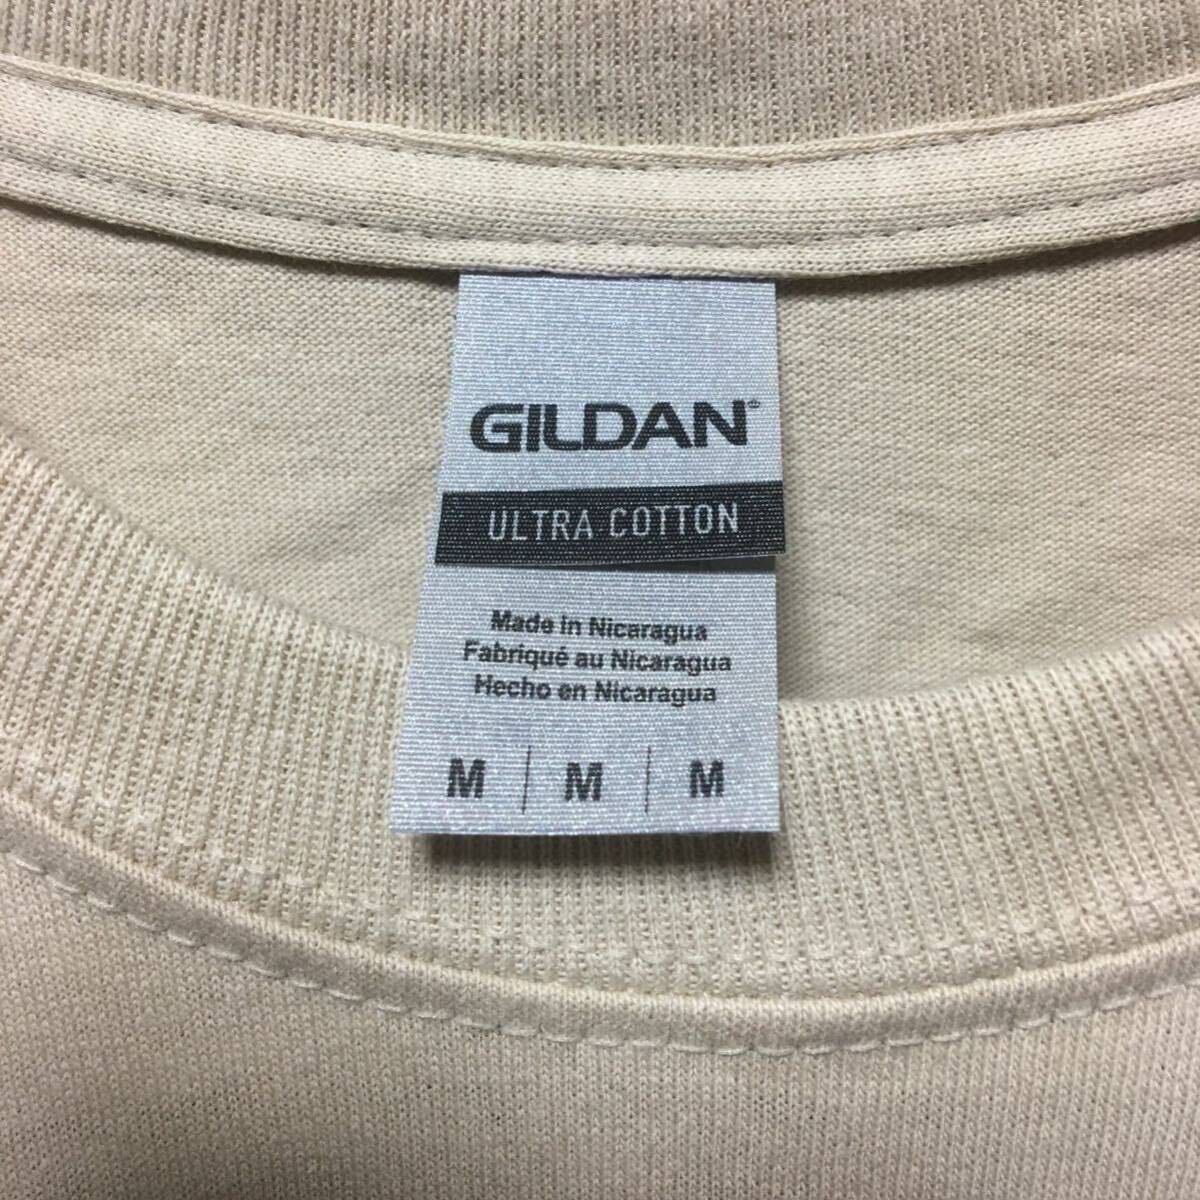 GILDAN®
ULTRA COTTON
Made in Nicaragua
Fabriqué au Nicaragua
Hecho en Nicaragua
M | M | M